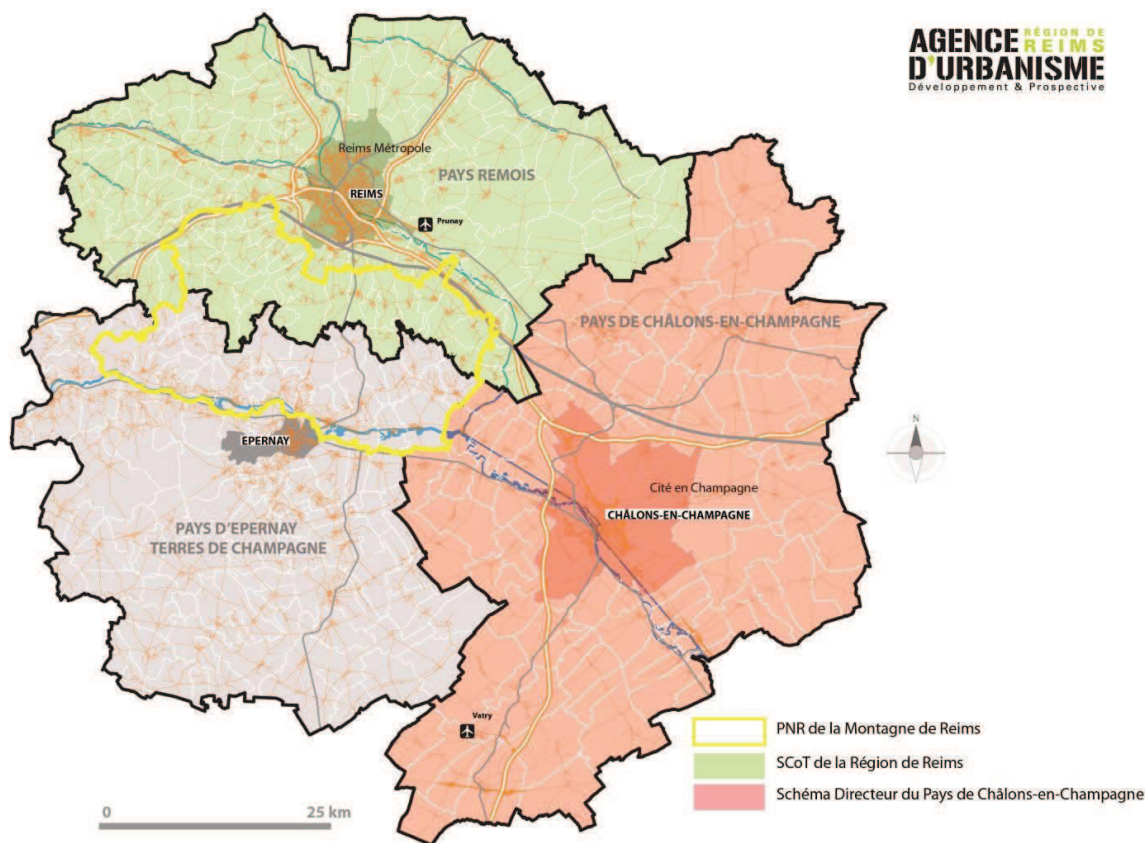 AGENCE RÉGION DE REIMS
D'URBANISME
Développement & Prospective
Reims Métropole
PAYS REMOIS
REIMS
Prunay
PAYS DE CHÂLONS-EN-CHAMPAGNE
N
EPERNAY
Cité en Champagne
CHÂLONS-EN-CHAMPAGNE
PAYS D'EPERNAY
TERRES DE CHAMPAGNE
Vatry
PNR de la Montagne de Reims
SCoT de la Région de Reims
Schéma Directeur du Pays de Châlons-en-Champagne
0 25 km